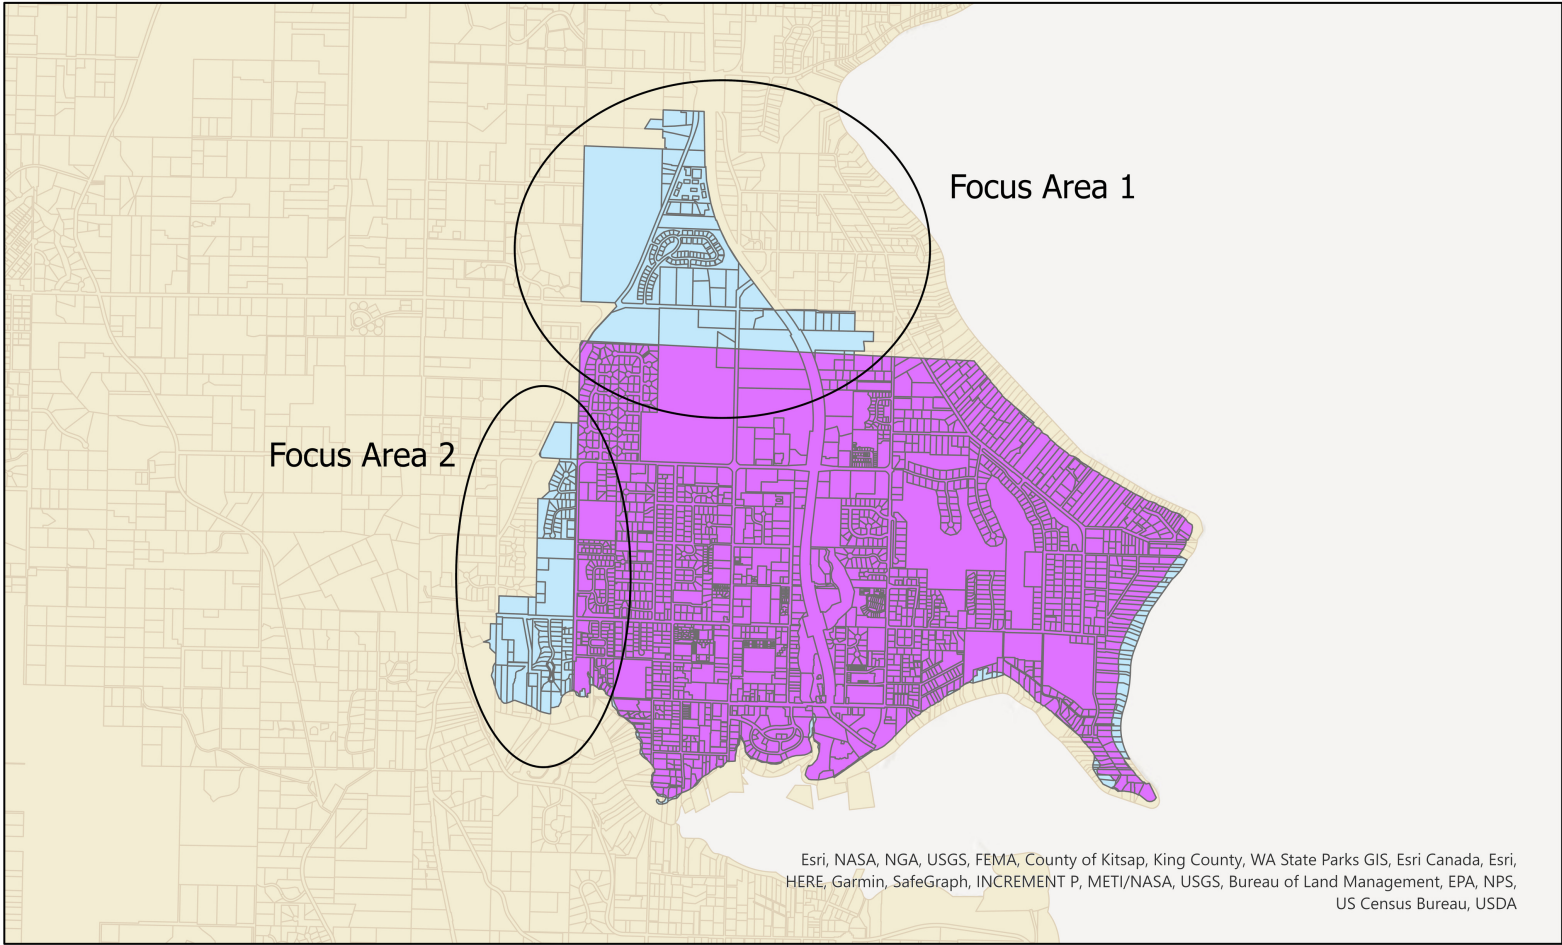 Focus Area 1
Focus Area 2
Esri, NASA, NGA, USGS, FEMA, County of Kitsap, King County, WA State Parks GIS, Esri Canada, Esri,
HERE, Garmin, SafeGraph, INCREMENT P, METI/NASA, USGS, Bureau of Land Management, EPA, NPS,
US Census Bureau, USDA